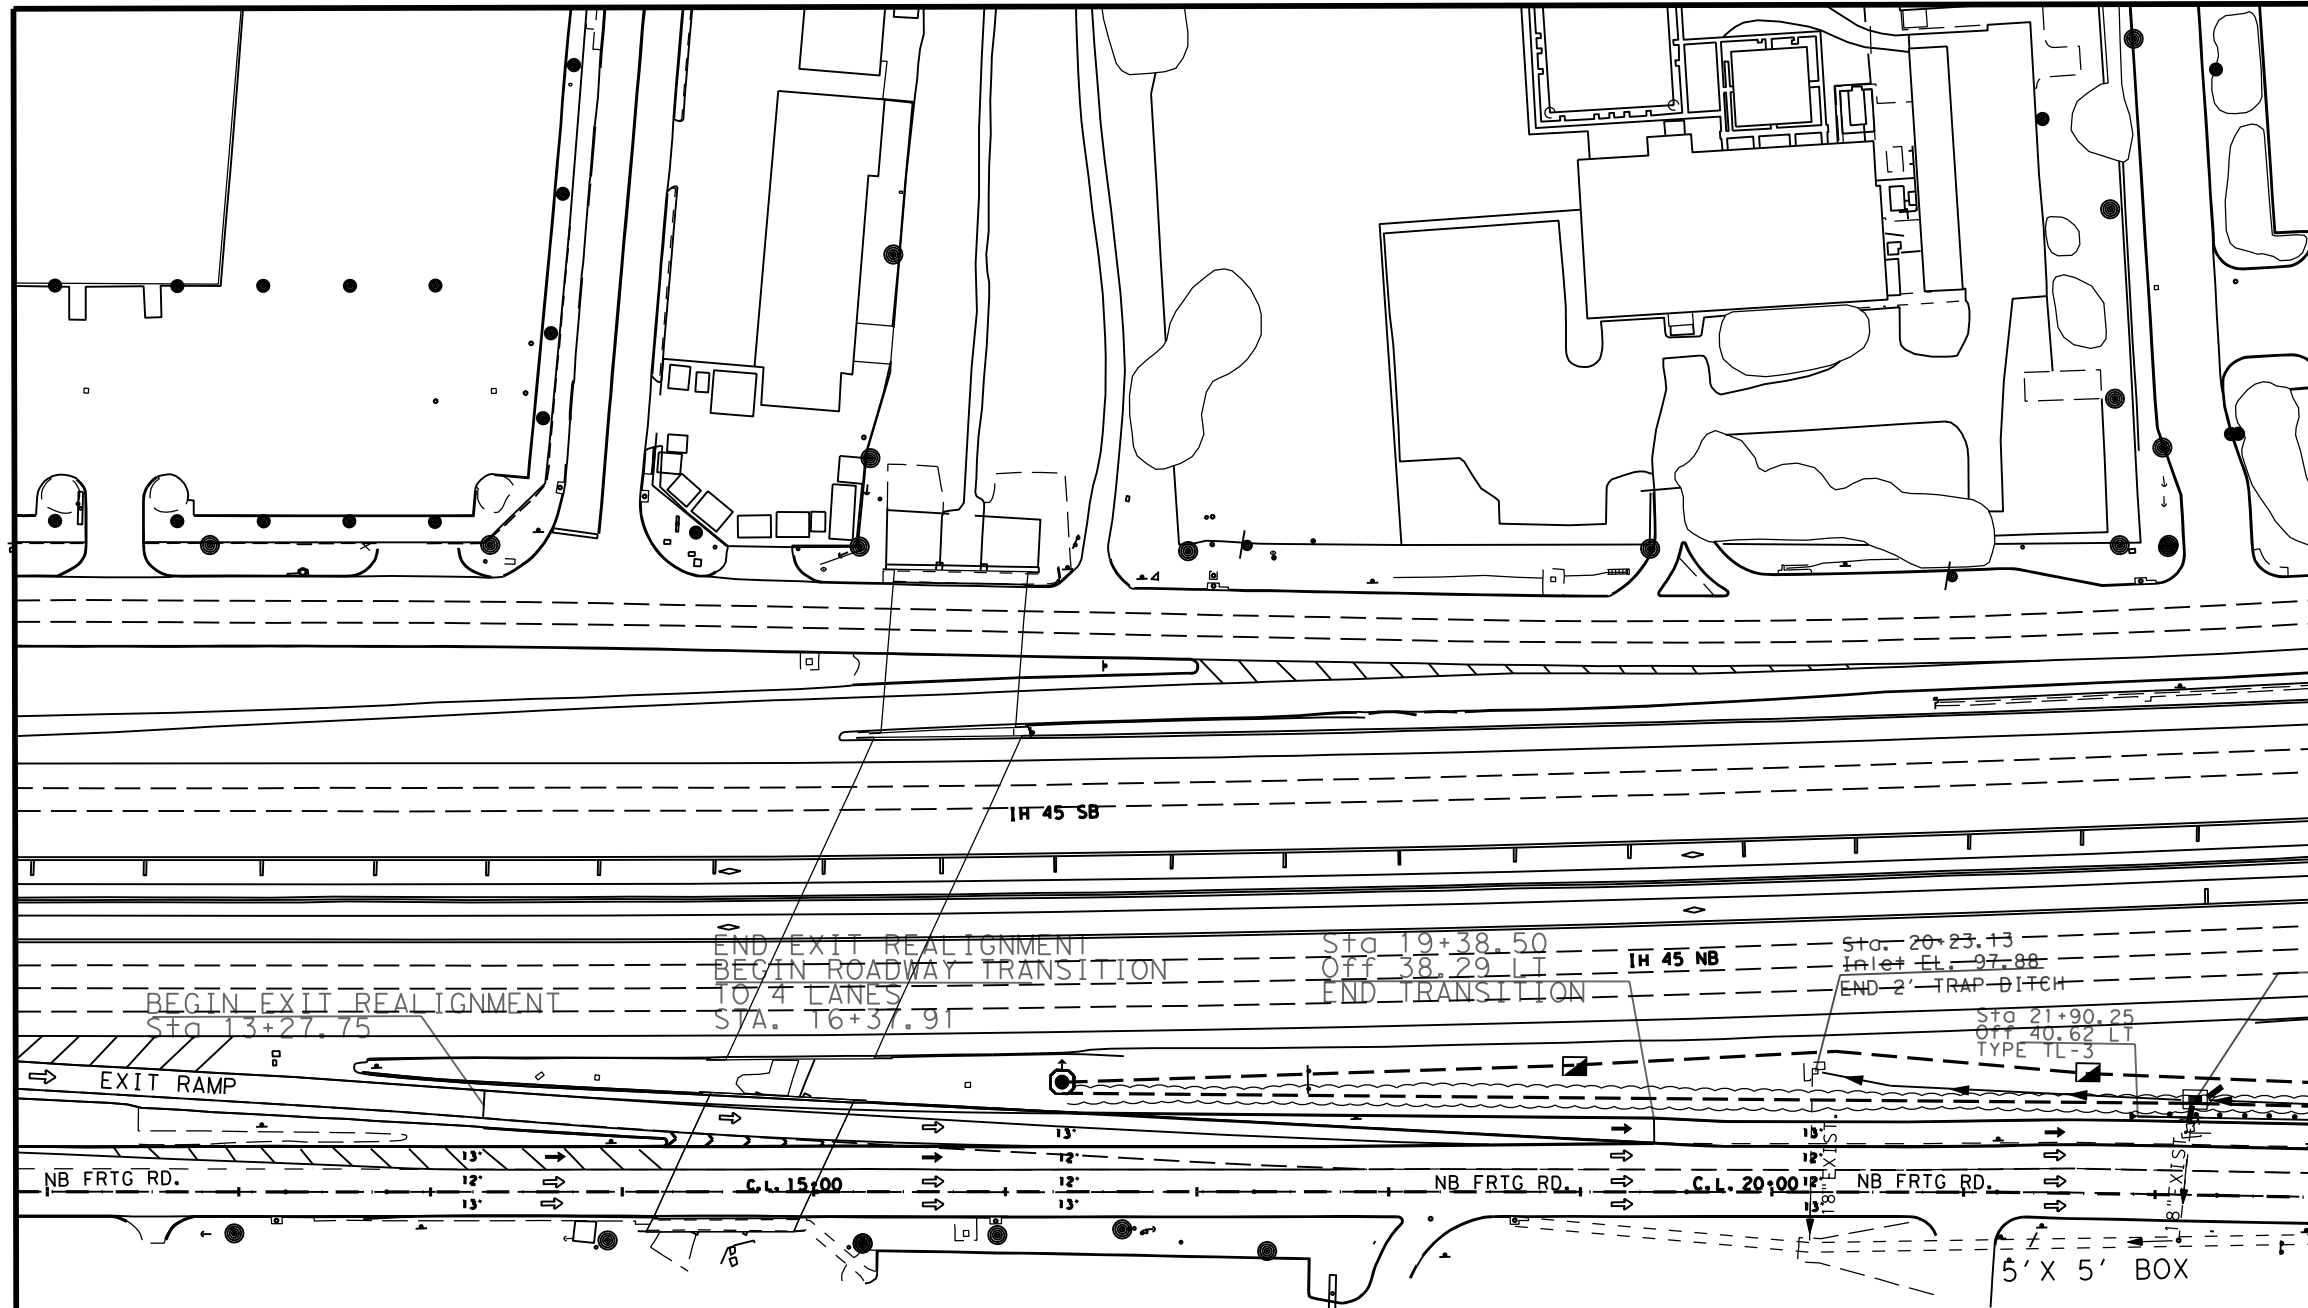 IH 45 SB
END EXIT REALIGNMENT
BEGIN ROADWAY TRANSITION
TO 4 LANES
STA. 16+37.91
Sta 19+38.50
Off 38.29 LT
END TRANSITION
IH 45 NB
Sta. 20+23.13
Inlet EL. 97.88
END 2' TRAP DITCH
BEGIN EXIT REALIGNMENT
Sta 13+27.75
Sta 21+90.25
Off 40.62 LT
TYPE TL-3
EXIT RAMP
13'
13'
13'
12'
12'
NB FRTG RD.
12'
C.L. 15+00
12'
NB FRTG RD.
C.L. 20+00
12'
NB FRTG RD.
13'
13'
13'
18" EXIST.
18" EXIST.
5' X 5' BOX